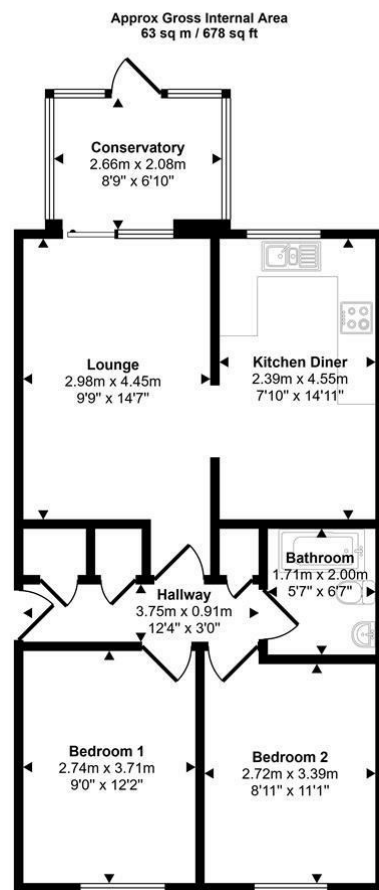 Approx Gross Internal Area
63 sq m / 678 sq ft
Conservatory
2.66m x 2.08m
8'9" x 6'10"
Lounge
2.98m x 4.45m
9'9" x 14'7"
Kitchen Diner
2.39m x 4.55m
7'10" x 14'11"
Bathroom
1.71m x 2.00m
5'7" x 6'7"
Hallway
3.75m x 0.91m
12'4" x 3'0"
Bedroom 1
2.74m x 3.71m
9'0" x 12'2"
Bedroom 2
2.72m x 3.39m
8'11" x 11'1"